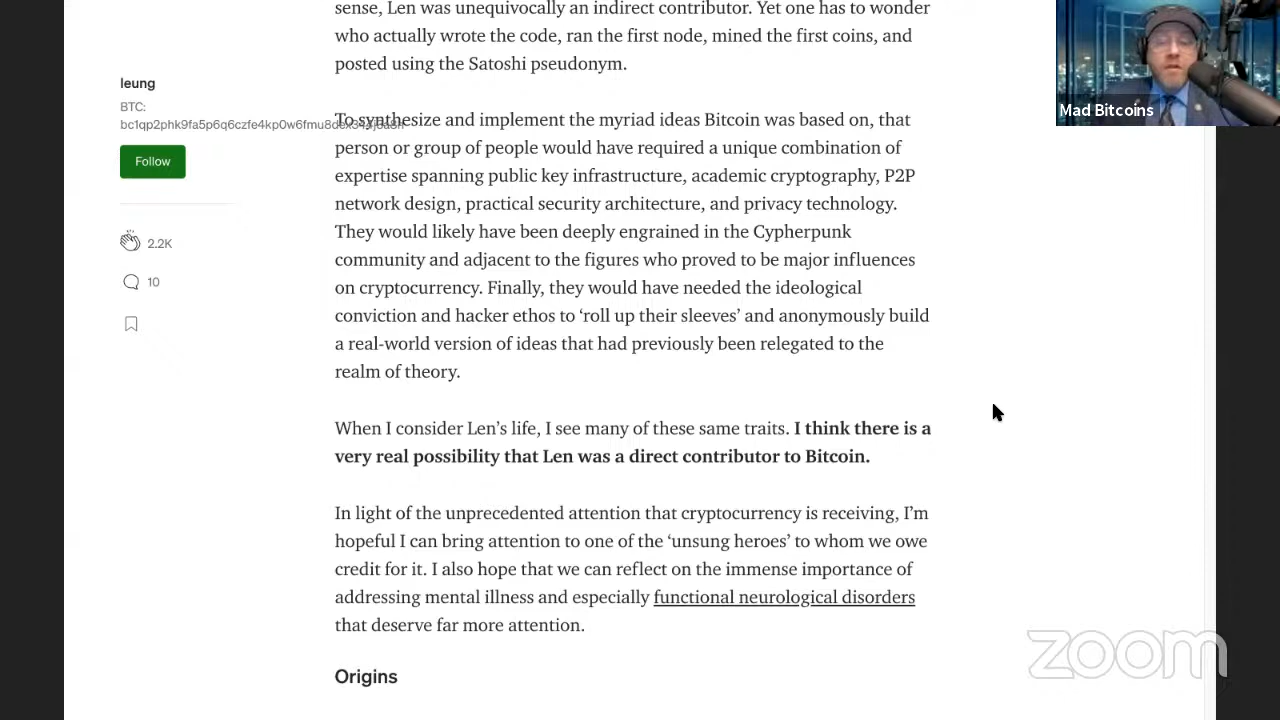 sense, Len was unequivocally an indirect contributor. Yet one has to wonder
who actually wrote the code, ran the first node, mined the first coins, and
posted using the Satoshi pseudonym.
leung
BTC:
Follow
2.2K
10
To synthesize and implement the myriad ideas Bitcoin was based on, that
person or group of people would have required a unique combination of
expertise spanning public key infrastructure, academic cryptography, P2P
network design, practical security architecture, and privacy technology.
They would likely have been deeply engrained in the Cypherpunk
community and adjacent to the figures who proved to be major influences
on cryptocurrency. Finally, they would have needed the ideological
conviction and hacker ethos to ‘roll up their sleeves’ and anonymously build
a real-world version of ideas that had previously been relegated to the
realm of theory.
When I consider Len’s life, I see many of these same traits. I think there is a
very real possibility that Len was a direct contributor to Bitcoin.
In light of the unprecedented attention that cryptocurrency is receiving, I’m
hopeful I can bring attention to one of the ‘unsung heroes’ to whom we owe
credit for it. I also hope that we can reflect on the immense importance of
addressing mental illness and especially functional neurological disorders
that deserve far more attention.
Origins
Mad Bitcoins
zoom